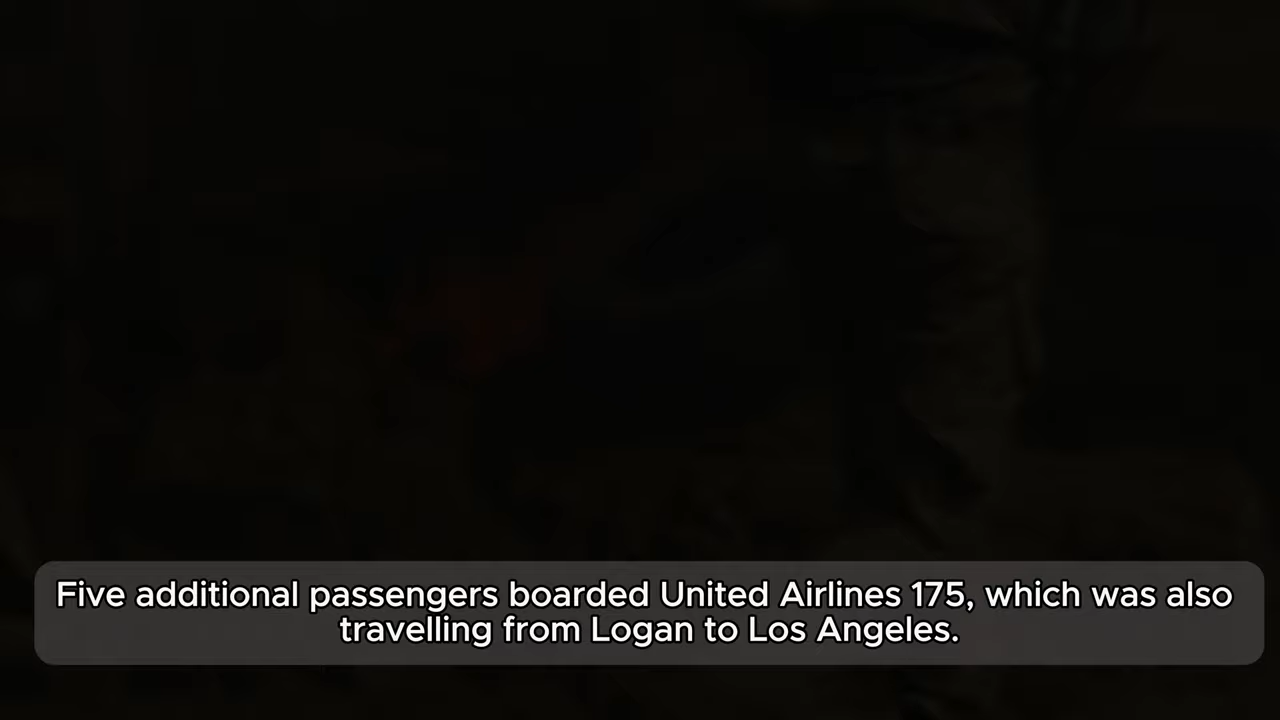 Five additional passengers boarded United Airlines 175, which was also
travelling from Logan to Los Angeles.